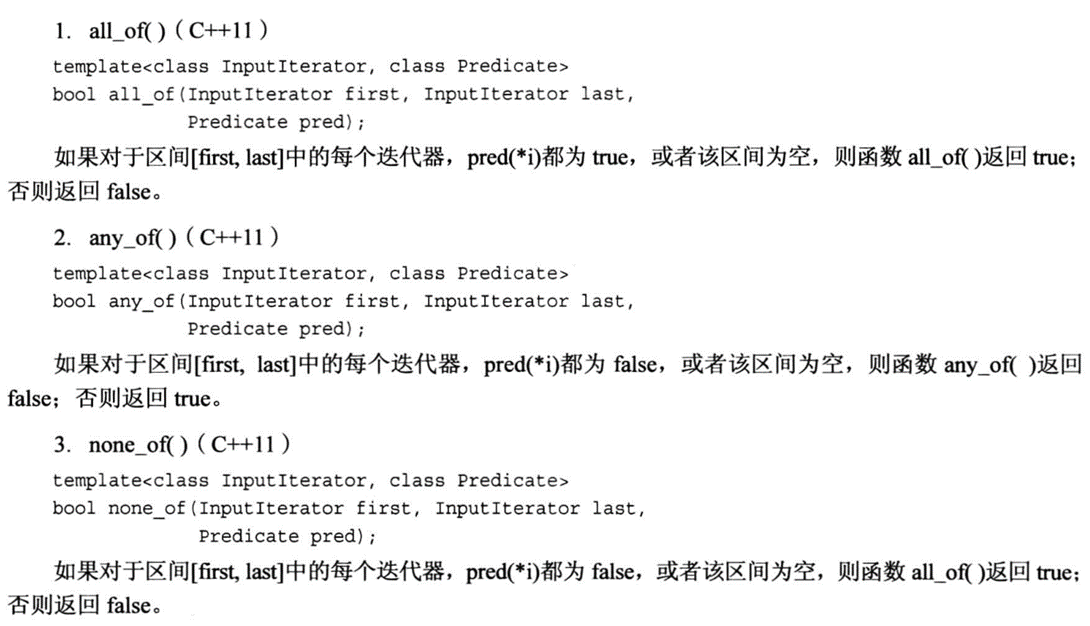 1. all_of( )（C++11）
template<class InputIterator, class Predicate>
bool all_of(InputIterator first, InputIterator last,
Predicate pred);
如果对于区间[first, last]中的每个迭代器，pred(*i)都为 true，或者该区间为空，则函数 all_of( )返回 true；
否则返回 false。
2. any_of( )（C++11）
template<class InputIterator, class Predicate>
bool any_of(InputIterator first, InputIterator last,
Predicate pred);
如果对于区间[first, last]中的每个迭代器，pred(*i)都为 false，或者该区间为空，则函数 any_of( )返回
false；否则返回 true。
3. none_of( )（C++11）
template<class InputIterator, class Predicate>
bool none_of(InputIterator first, InputIterator last,
Predicate pred);
如果对于区间[first, last]中的每个迭代器，pred(*i)都为 false，或者该区间为空，则函数 all_of( )返回 true；
否则返回 false。